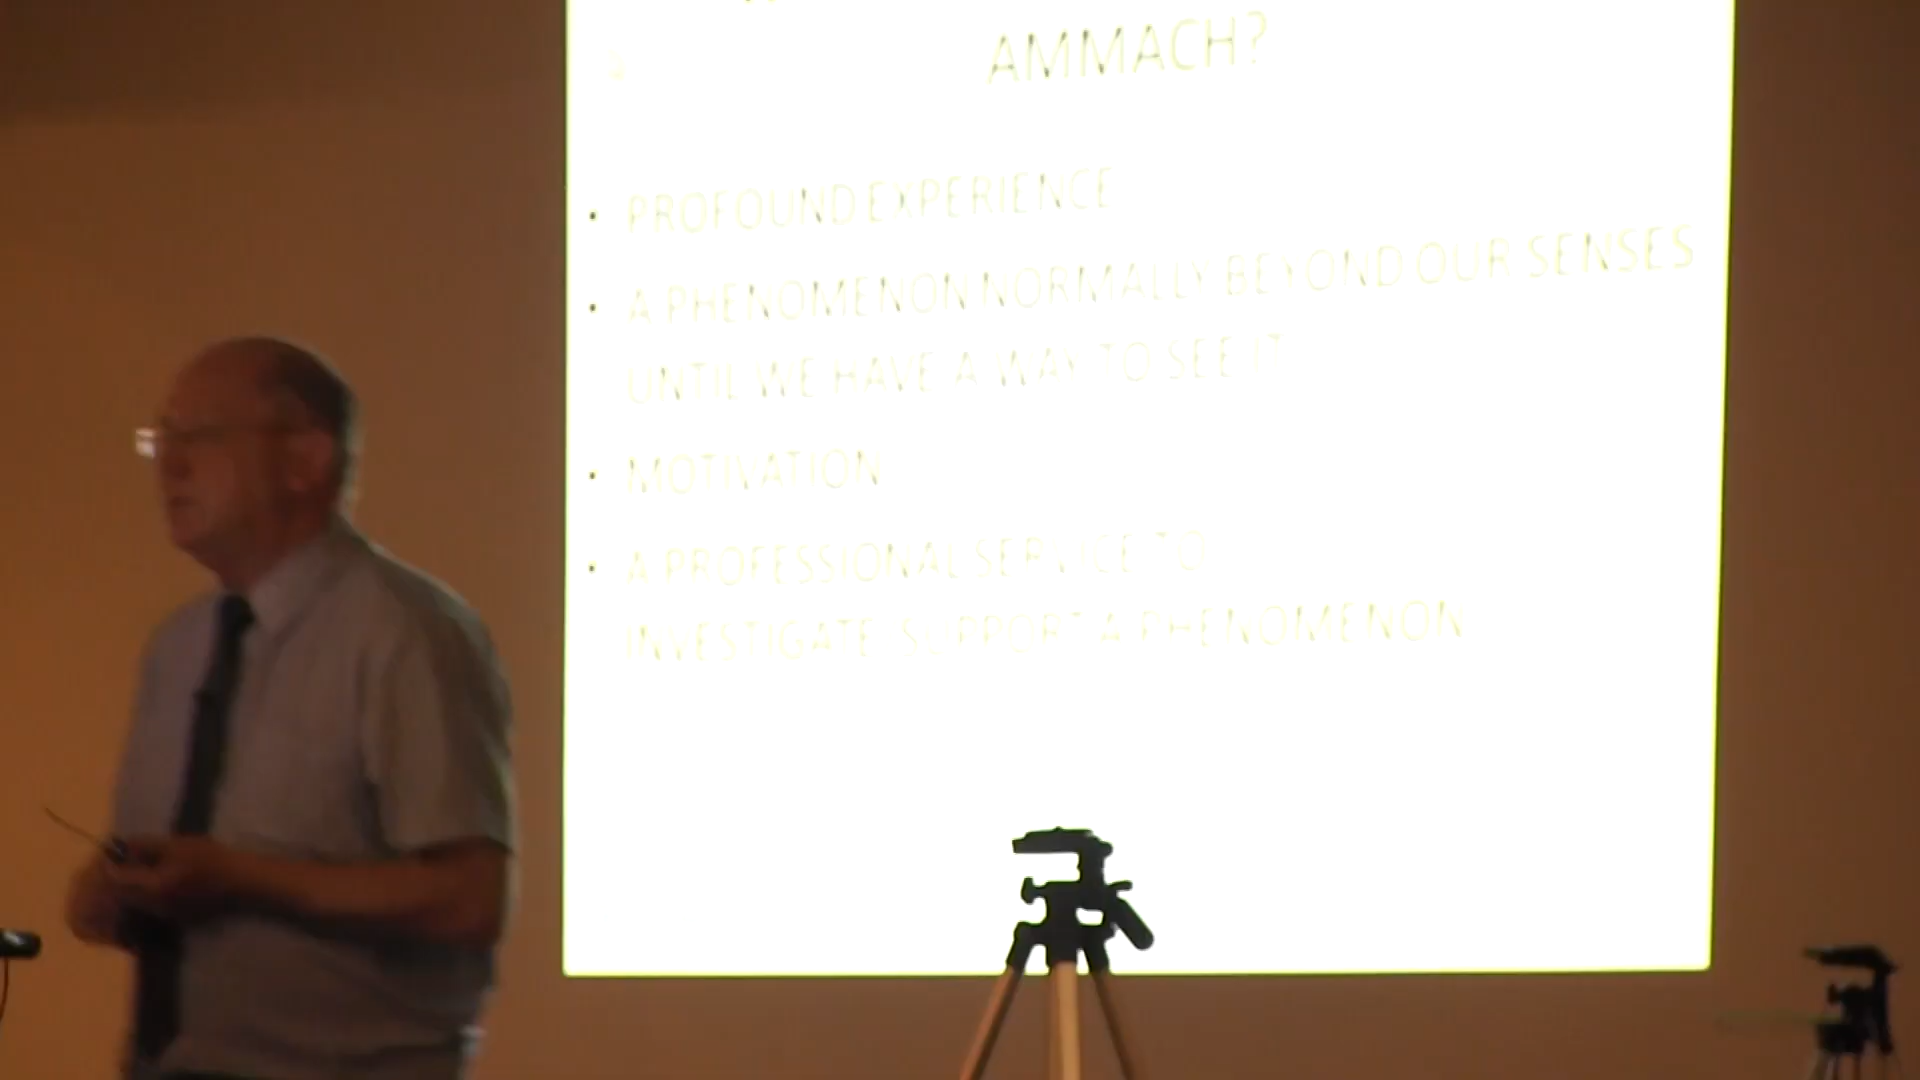 AMMACH?
• PROFOUND EXPERIENCE
• A PHENOMENON NORMALLY BEYOND OUR SENSES
UNTIL WE HAVE A WAY TO SEE IT
• MOTIVATION
• A PROFESSIONAL SERVICE TO
INVESTIGATE SUPPORT A PHENOMENON